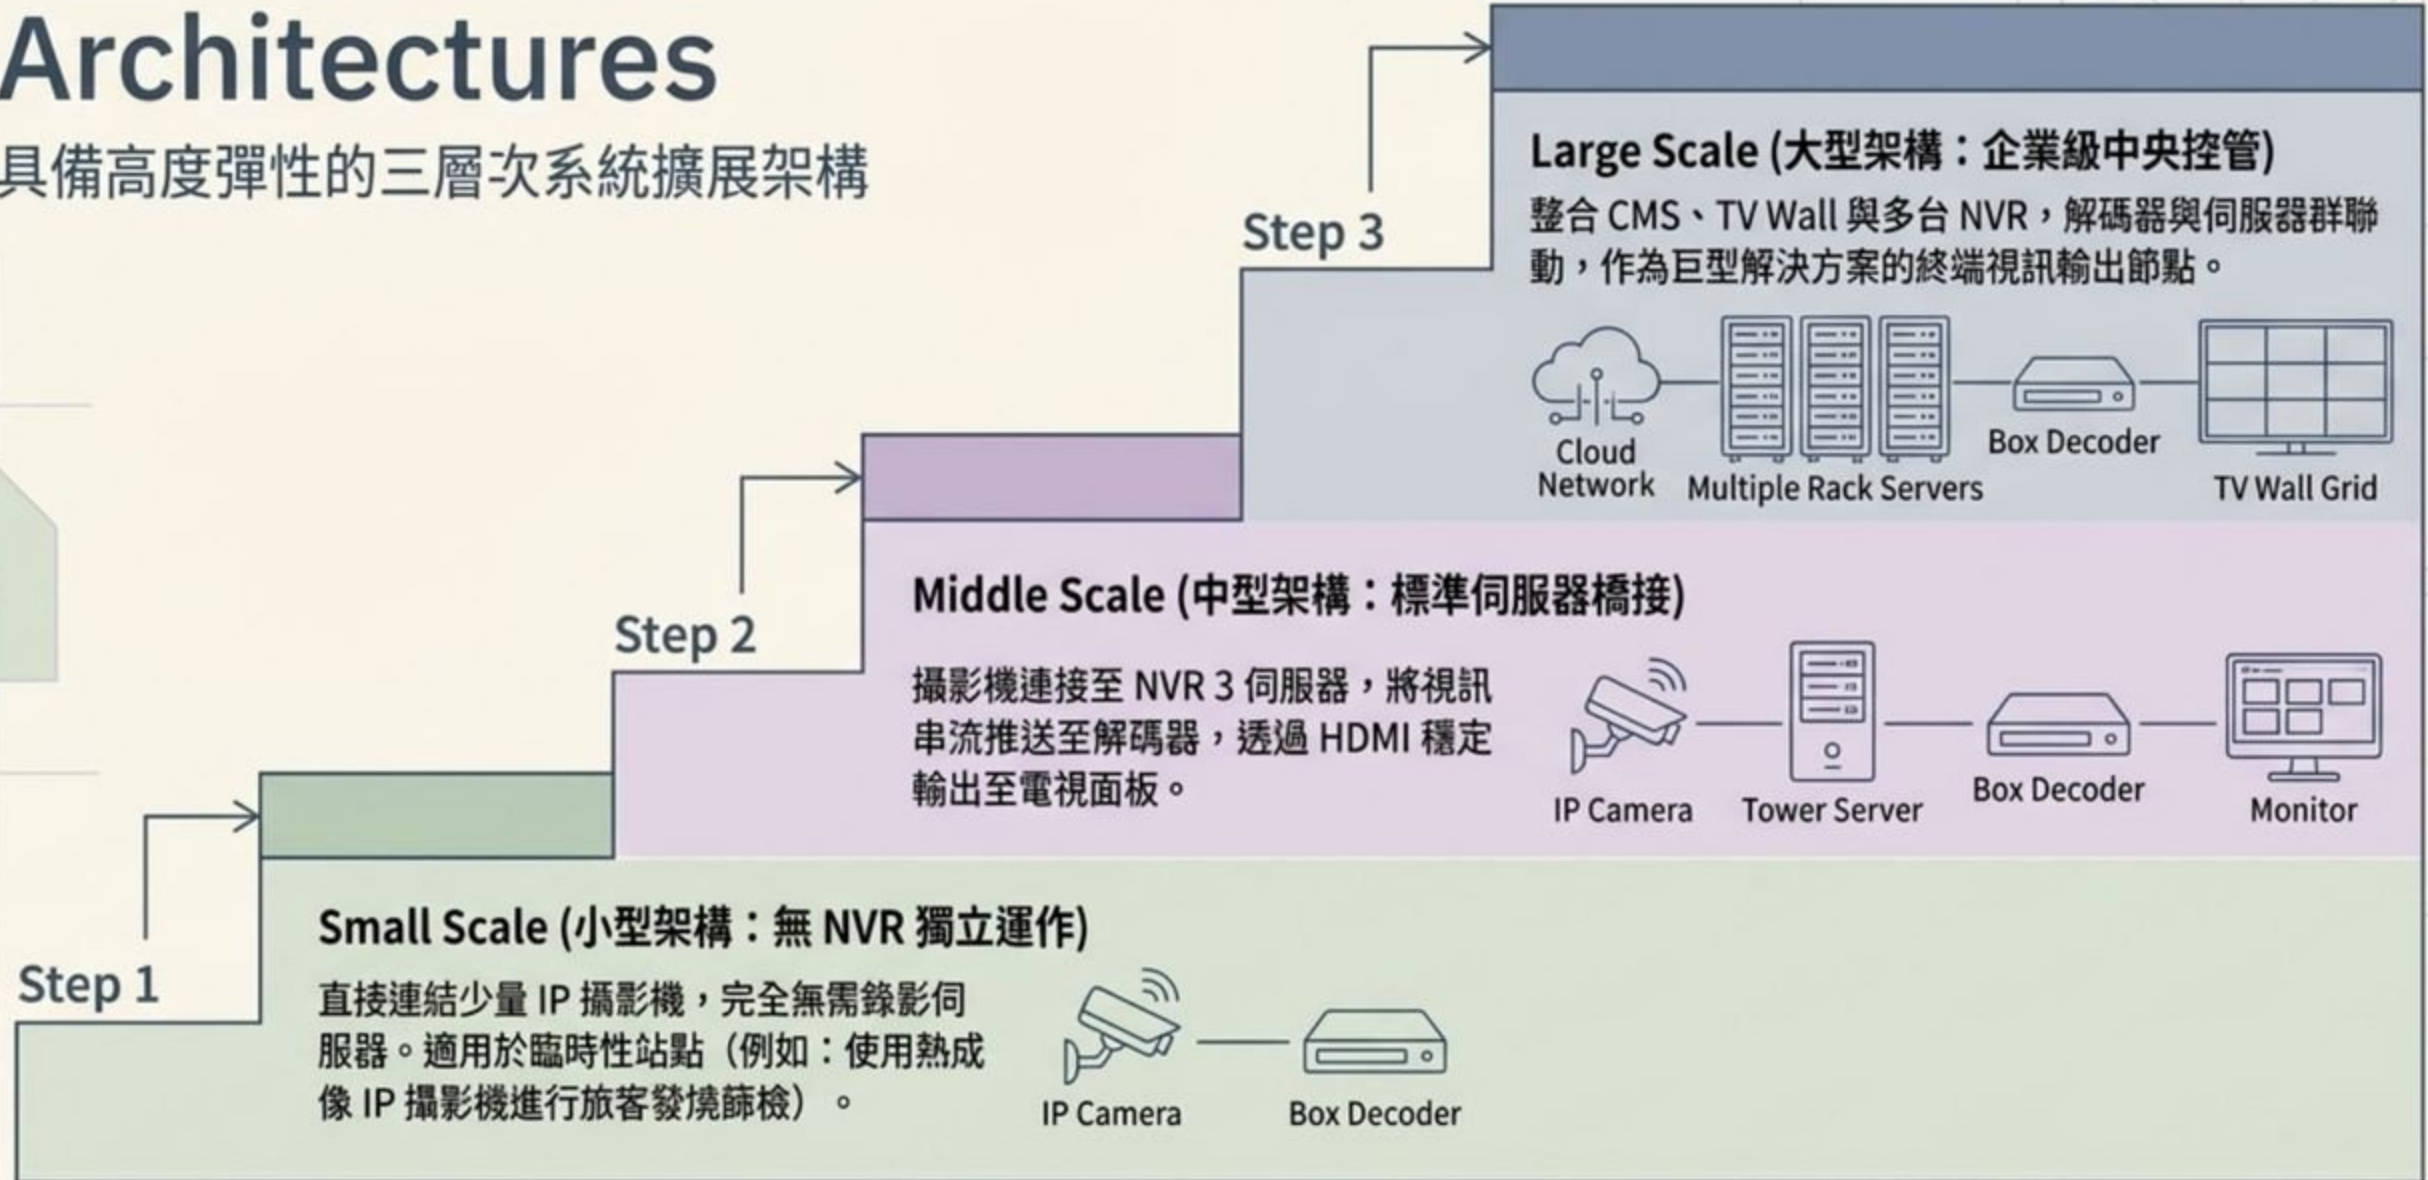 Architectures
具備高度彈性的三層次系統擴展架構
Step 3
Large Scale (大型架構：企業級中央控管)
整合 CMS、TV Wall 與多台 NVR，解碼器與伺服器群聯
動，作為巨型解決方案的終端視訊輸出節點。
Cloud
Network
Multiple Rack Servers
Box Decoder
TV Wall Grid
Step 2
Middle Scale (中型架構：標準伺服器橋接)
攝影機連接至 NVR 3 伺服器，將視訊
串流推送至解碼器，透過 HDMI 穩定
輸出至電視面板。
IP Camera
Tower Server
Box Decoder
Monitor
Step 1
Small Scale (小型架構：無 NVR 獨立運作)
直接連結少量 IP 攝影機，完全無需錄影伺
服器。適用於臨時性站點（例如：使用熱成
像 IP 攝影機進行旅客發燒篩檢）。
IP Camera
Box Decoder